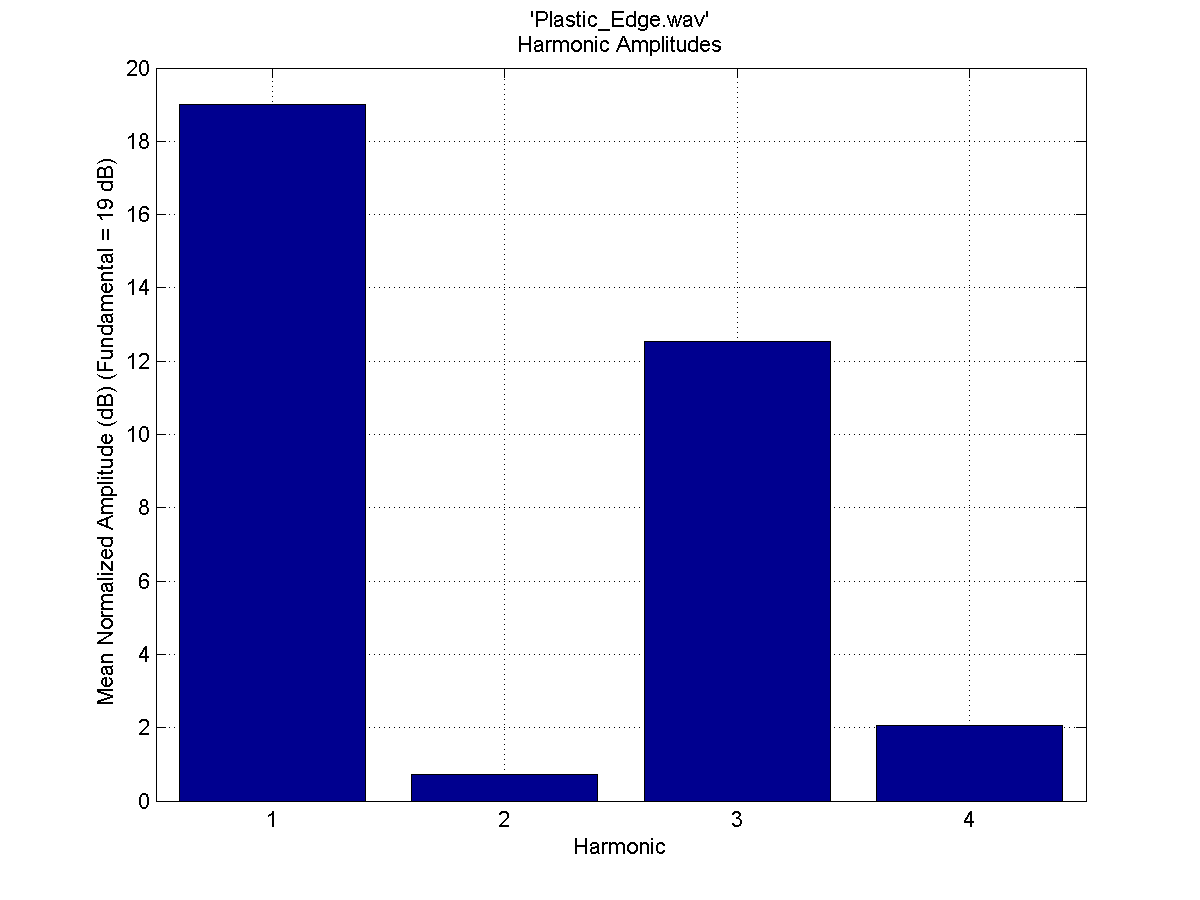 'Plastic_Edge.wav'
Harmonic Amplitudes
Mean Normalized Amplitude (dB) (Fundamental = 19 dB)
20
18
16
14
12
10
8
6
4
2
0
1 2 3 4
Harmonic